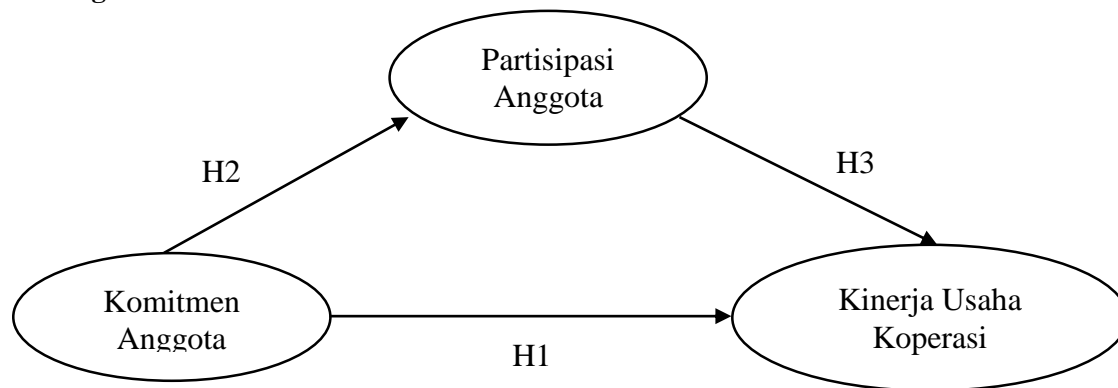 Partisipasi
Anggota
H2
H3
Komitmen
Anggota
Kinerja Usaha
Koperasi
H1